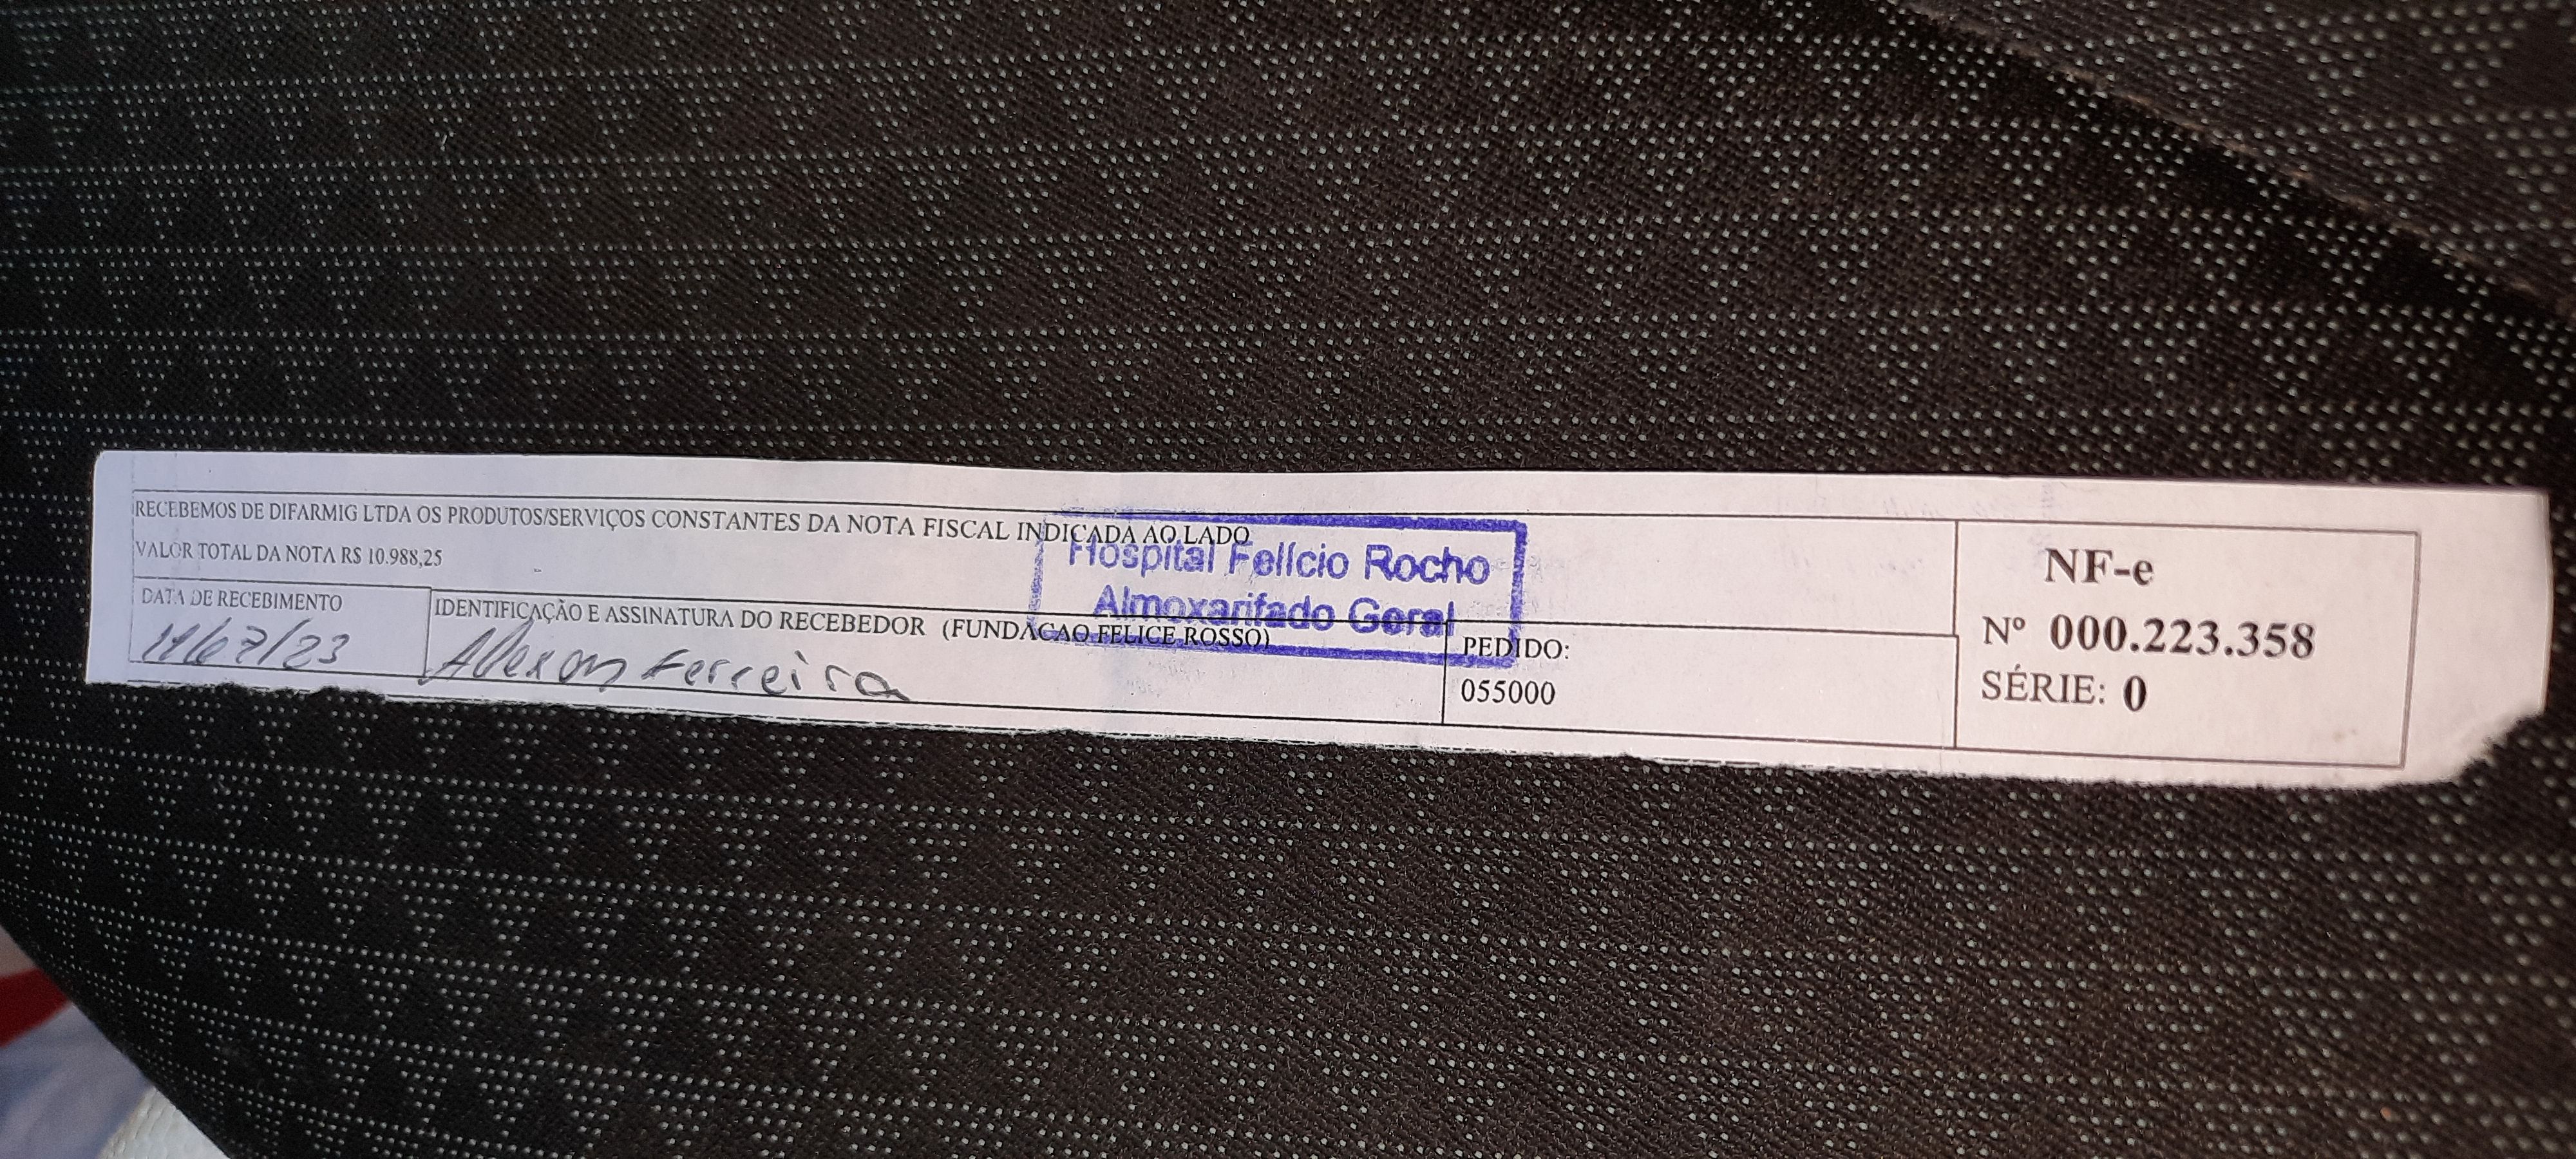 RECEBEMOS DE DIFARMIG LTDA OS PRODUTOS/SERVIÇOS CONSTANTES DA NOTA FISCAL INDICADA AO LADO
VALOR TOTAL DA NOTA R$ 10.988,25
Hospital Felício Rocho
Almoxarifado Geral
DATA DE RECEBIMENTO
11/07/23
IDENTIFICAÇÃO E ASSINATURA DO RECEBEDOR (FUNDACAO FELICE ROSSO)
Ferreira
PEDIDO:
055000
NF-e
Nº 000.223.358
SÉRIE: 0